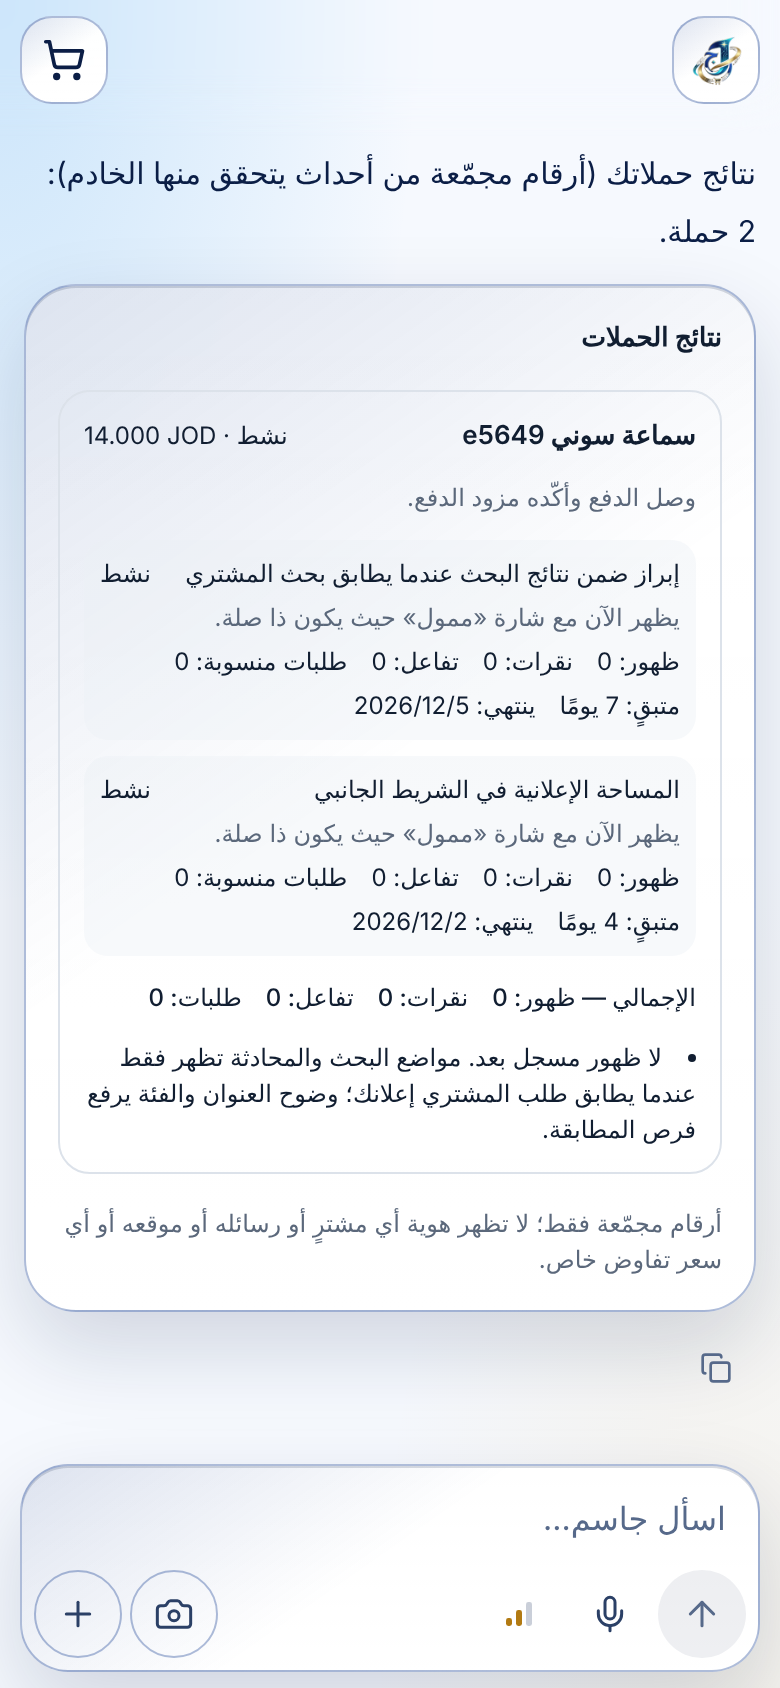 نتائج حملاتك (أرقام مجمّعة من أحداث يتحقق منها الخادم):
2 حملة.
نتائج الحملات
سماعة سوني e5649
نشط · 14.000 JOD
وصل الدفع وأكّده مزود الدفع.
إبراز ضمن نتائج البحث عندما يطابق بحث المشتري
نشط
يظهر الآن مع شارة «ممول» حيث يكون ذا صلة.
ظهور: 0 نقرات: 0 تفاعل: 0 طلبات منسوبة: 0
متبقٍ: 7 يومًا ينتهي: 2026/12/5
المساحة الإعلانية في الشريط الجانبي
نشط
يظهر الآن مع شارة «ممول» حيث يكون ذا صلة.
ظهور: 0 نقرات: 0 تفاعل: 0 طلبات منسوبة: 0
متبقٍ: 4 يومًا ينتهي: 2026/12/2
الإجمالي — ظهور: 0 نقرات: 0 تفاعل: 0 طلبات: 0
• لا ظهور مسجل بعد. مواضع البحث والمحادثة تظهر فقط
عندما يطابق طلب المشتري إعلانك؛ وضوح العنوان والفئة يرفع
فرص المطابقة.
أرقام مجمّعة فقط؛ لا تظهر هوية أي مشترٍ أو رسائله أو موقعه أو أي
سعر تفاوض خاص.
اسأل جاسم...